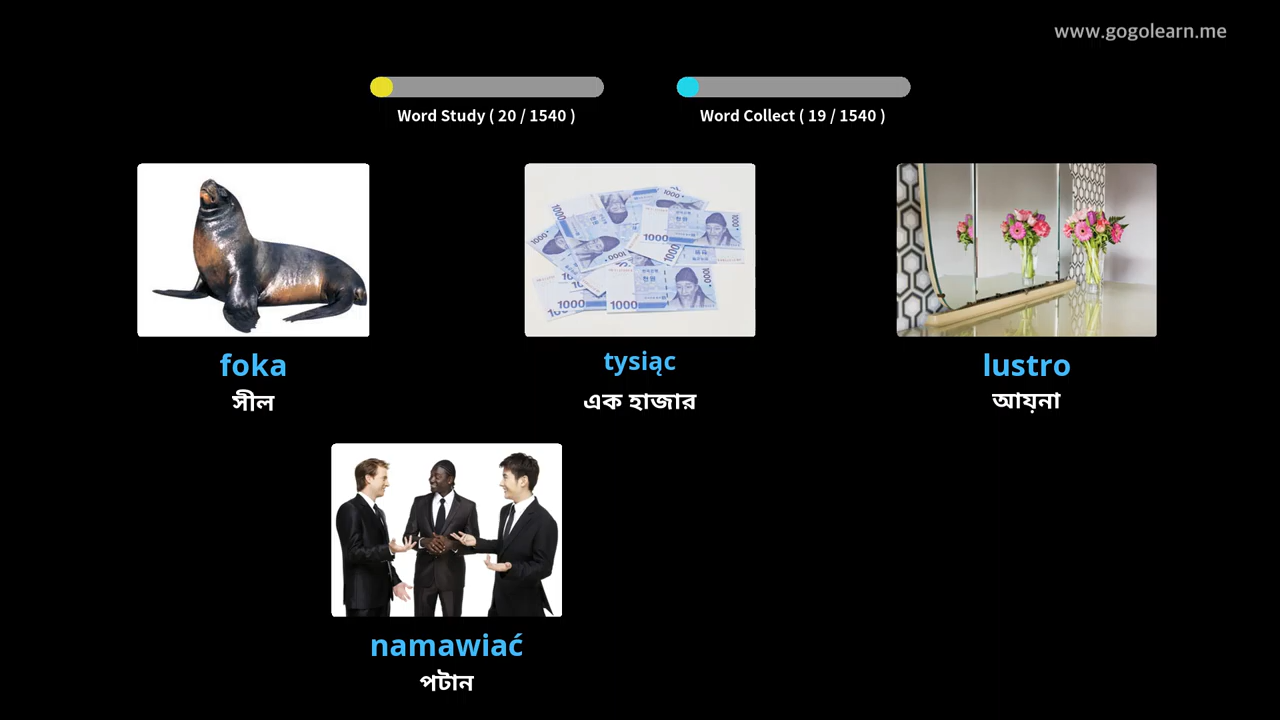 www.gogolearn.me
Word Study ( 20 / 1540 )
Word Collect ( 19 / 1540 )
foka
সীল
tysiąc
এক হাজার
lustro
আয়না
namawiać
পটান